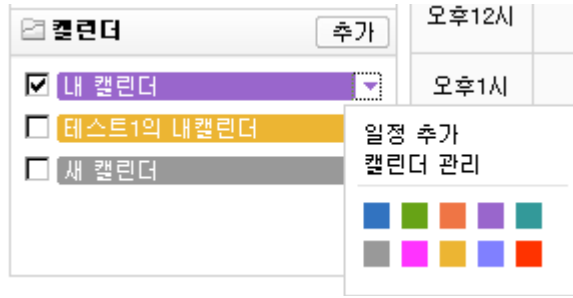 캘린더
추가
오후12시
내 캘린더
오후1시
테스트1의 내캘린더
새 캘린더
일정 추가
캘린더 관리